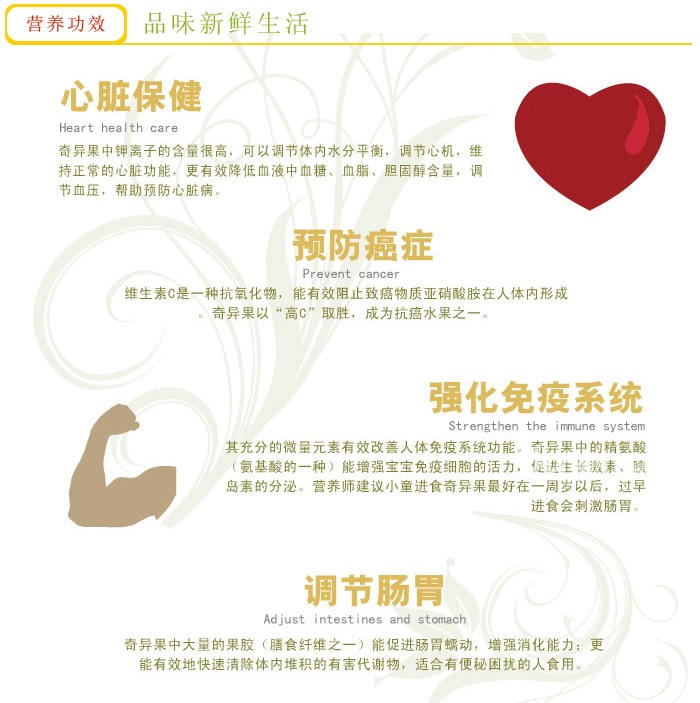 营养功效
品味新鲜生活
心脏保健
Heart health care
奇异果中钾离子的含量很高，可以调节体内水分平衡，调节心机，维
持正常的心脏功能，更有效降低血液中血糖、血脂、胆固醇含量，调
节血压，帮助预防心脏病。
预防癌症
Prevent cancer
维生素C是一种抗氧化物，能有效阻止致癌物质亚硝酸胺在人体内形成
。奇异果以“高C”取胜，成为抗癌水果之一。
强化免疫系统
Strengthen the immune system
其充分的微量元素有效改善人体免疫系统功能。奇异果中的精氨酸
（氨基酸的一种）能增强宝宝免疫细胞的活力，促进生长激素、胰
岛素的分泌。营养师建议小童进食奇异果最好在一周岁以后，过早
进食会刺激肠胃。
调节肠胃
Adjust intestines and stomach
奇异果中大量的果胶（膳食纤维之一）能促进肠胃蠕动，增强消化能力；更
能有效地快速清除体内堆积的有害代谢物，适合有便秘困扰的人食用。